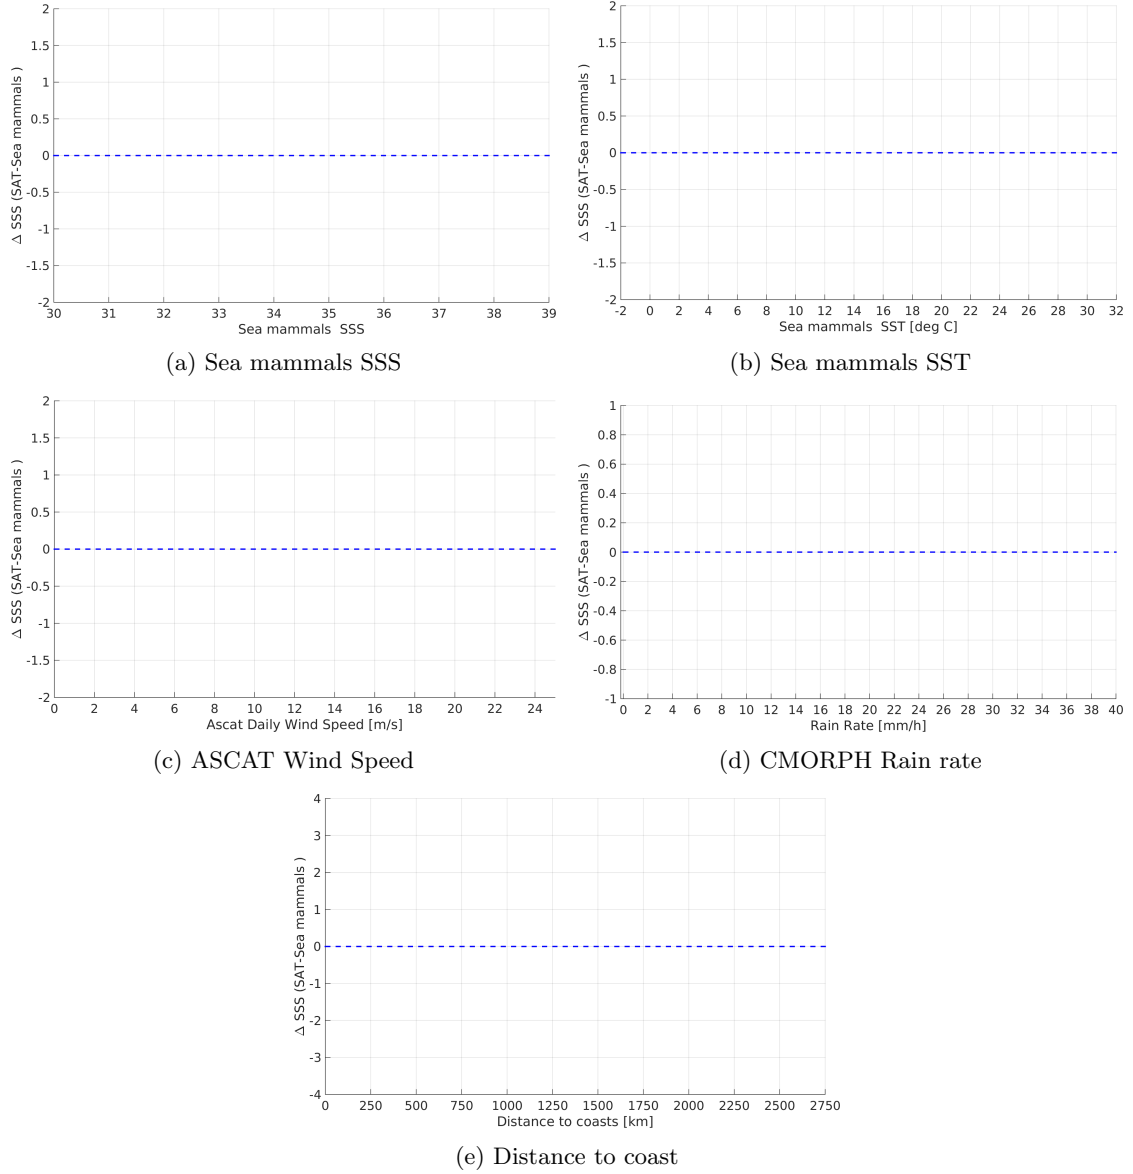 2
1.5
1
0.5
0
-0.5
-1
-1.5
-2
Δ SSS (SAT-Sea mammals )
30 31 32 33 34 35 36 37 38 39
Sea mammals SSS
(a) Sea mammals SSS
2
1.5
1
0.5
0
-0.5
-1
-1.5
-2
Δ SSS (SAT-Sea mammals )
-2 0 2 4 6 8 10 12 14 16 18 20 22 24 26 28 30 32
Sea mammals SST [deg C]
(b) Sea mammals SST
2
1.5
1
0.5
0
-0.5
-1
-1.5
-2
Δ SSS (SAT-Sea mammals )
0 2 4 6 8 10 12 14 16 18 20 22 24
Ascat Daily Wind Speed [m/s]
(c) ASCAT Wind Speed
1
0.8
0.6
0.4
0.2
0
-0.2
-0.4
-0.6
-0.8
-1
Δ SSS (SAT-Sea mammals )
0 2 4 6 8 10 12 14 16 18 20 22 24 26 28 30 32 34 36 38 40
Rain Rate [mm/h]
(d) CMORPH Rain rate
4
3
2
1
0
-1
-2
-3
-4
Δ SSS (SAT-Sea mammals )
0 250 500 750 1000 1250 1500 1750 2000 2250 2500 2750
Distance to coasts [km]
(e) Distance to coast